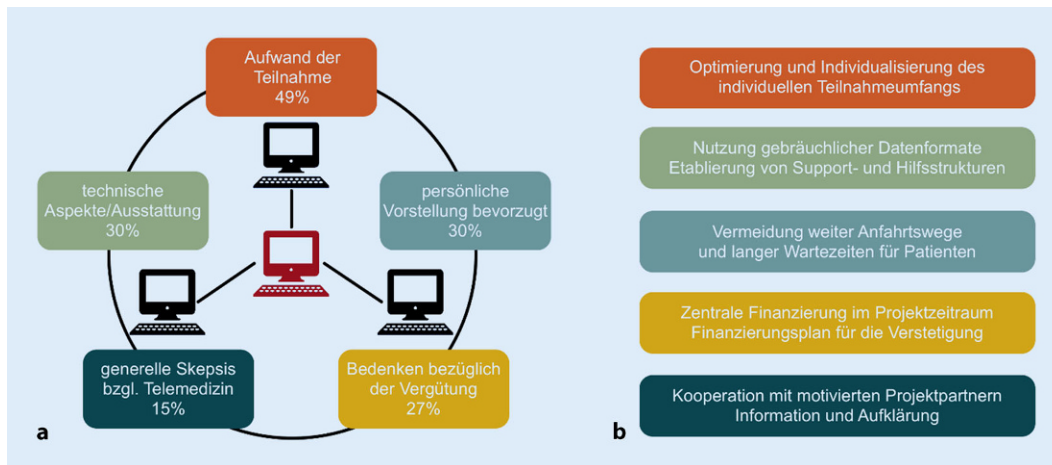 Aufwand der
Teilnahme
49%
technische
Aspekte/Ausstattung
30%
persönliche
Vorstellung bevorzugt
30%
generelle Skepsis
bzgl. Telemedizin
15%
Bedenken bezüglich
der Vergütung
27%
a
Optimierung und Individualisierung des
individuellen Teilnahmeumfangs
Nutzung gebräuchlicher Datenformate
Etablierung von Support- und Hilfsstrukturen
Vermeidung weiter Anfahrtswege
und langer Wartezeiten für Patienten
Zentrale Finanzierung im Projektzeitraum
Finanzierungsplan für die Verstetigung
Kooperation mit motivierten Projektpartnern
Information und Aufklärung
b